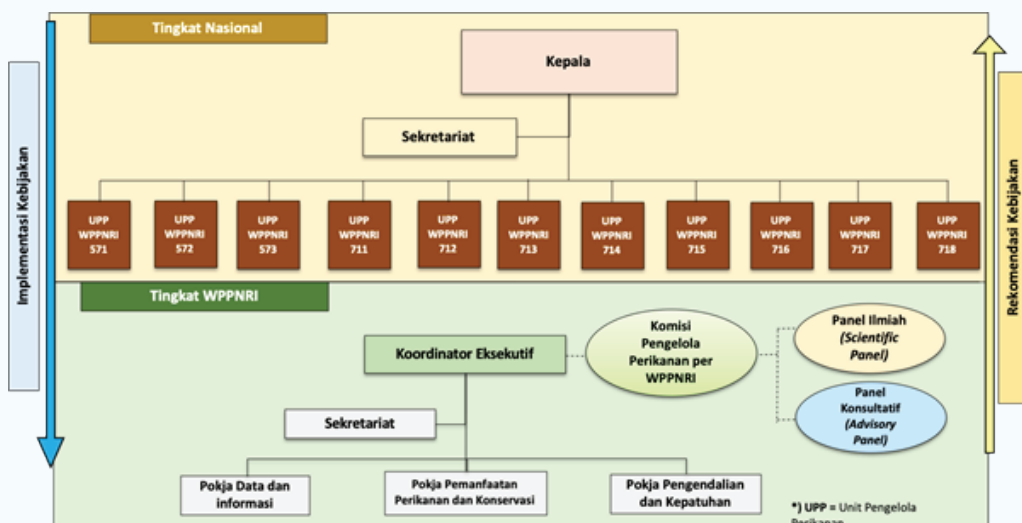 Tingkat Nasional
Kepala
Sekretariat
Implementasi Kebijakan
Rekomendasi Kebijakan
UPP
WPPNRI
571
UPP
WPPNRI
572
UPP
WPPNRI
573
UPP
WPPNRI
711
UPP
WPPNRI
712
UPP
WPPNRI
713
UPP
WPPNRI
714
UPP
WPPNRI
715
UPP
WPPNRI
716
UPP
WPPNRI
717
UPP
WPPNRI
718
Tingkat WPPNRI
Koordinator Eksekutif
Komisi
Pengelola
Perikanan per
WPPNRI
Panel Ilmiah
(Scientific
Panel)
Panel
Konsultatif
(Advisory
Panel)
Sekretariat
Pokja Data dan
informasi
Pokja Pemanfaatan
Perikanan dan Konservasi
Pokja Pengendalian
dan Kepatuhan
*) UPP = Unit Pengelola
Perikanan